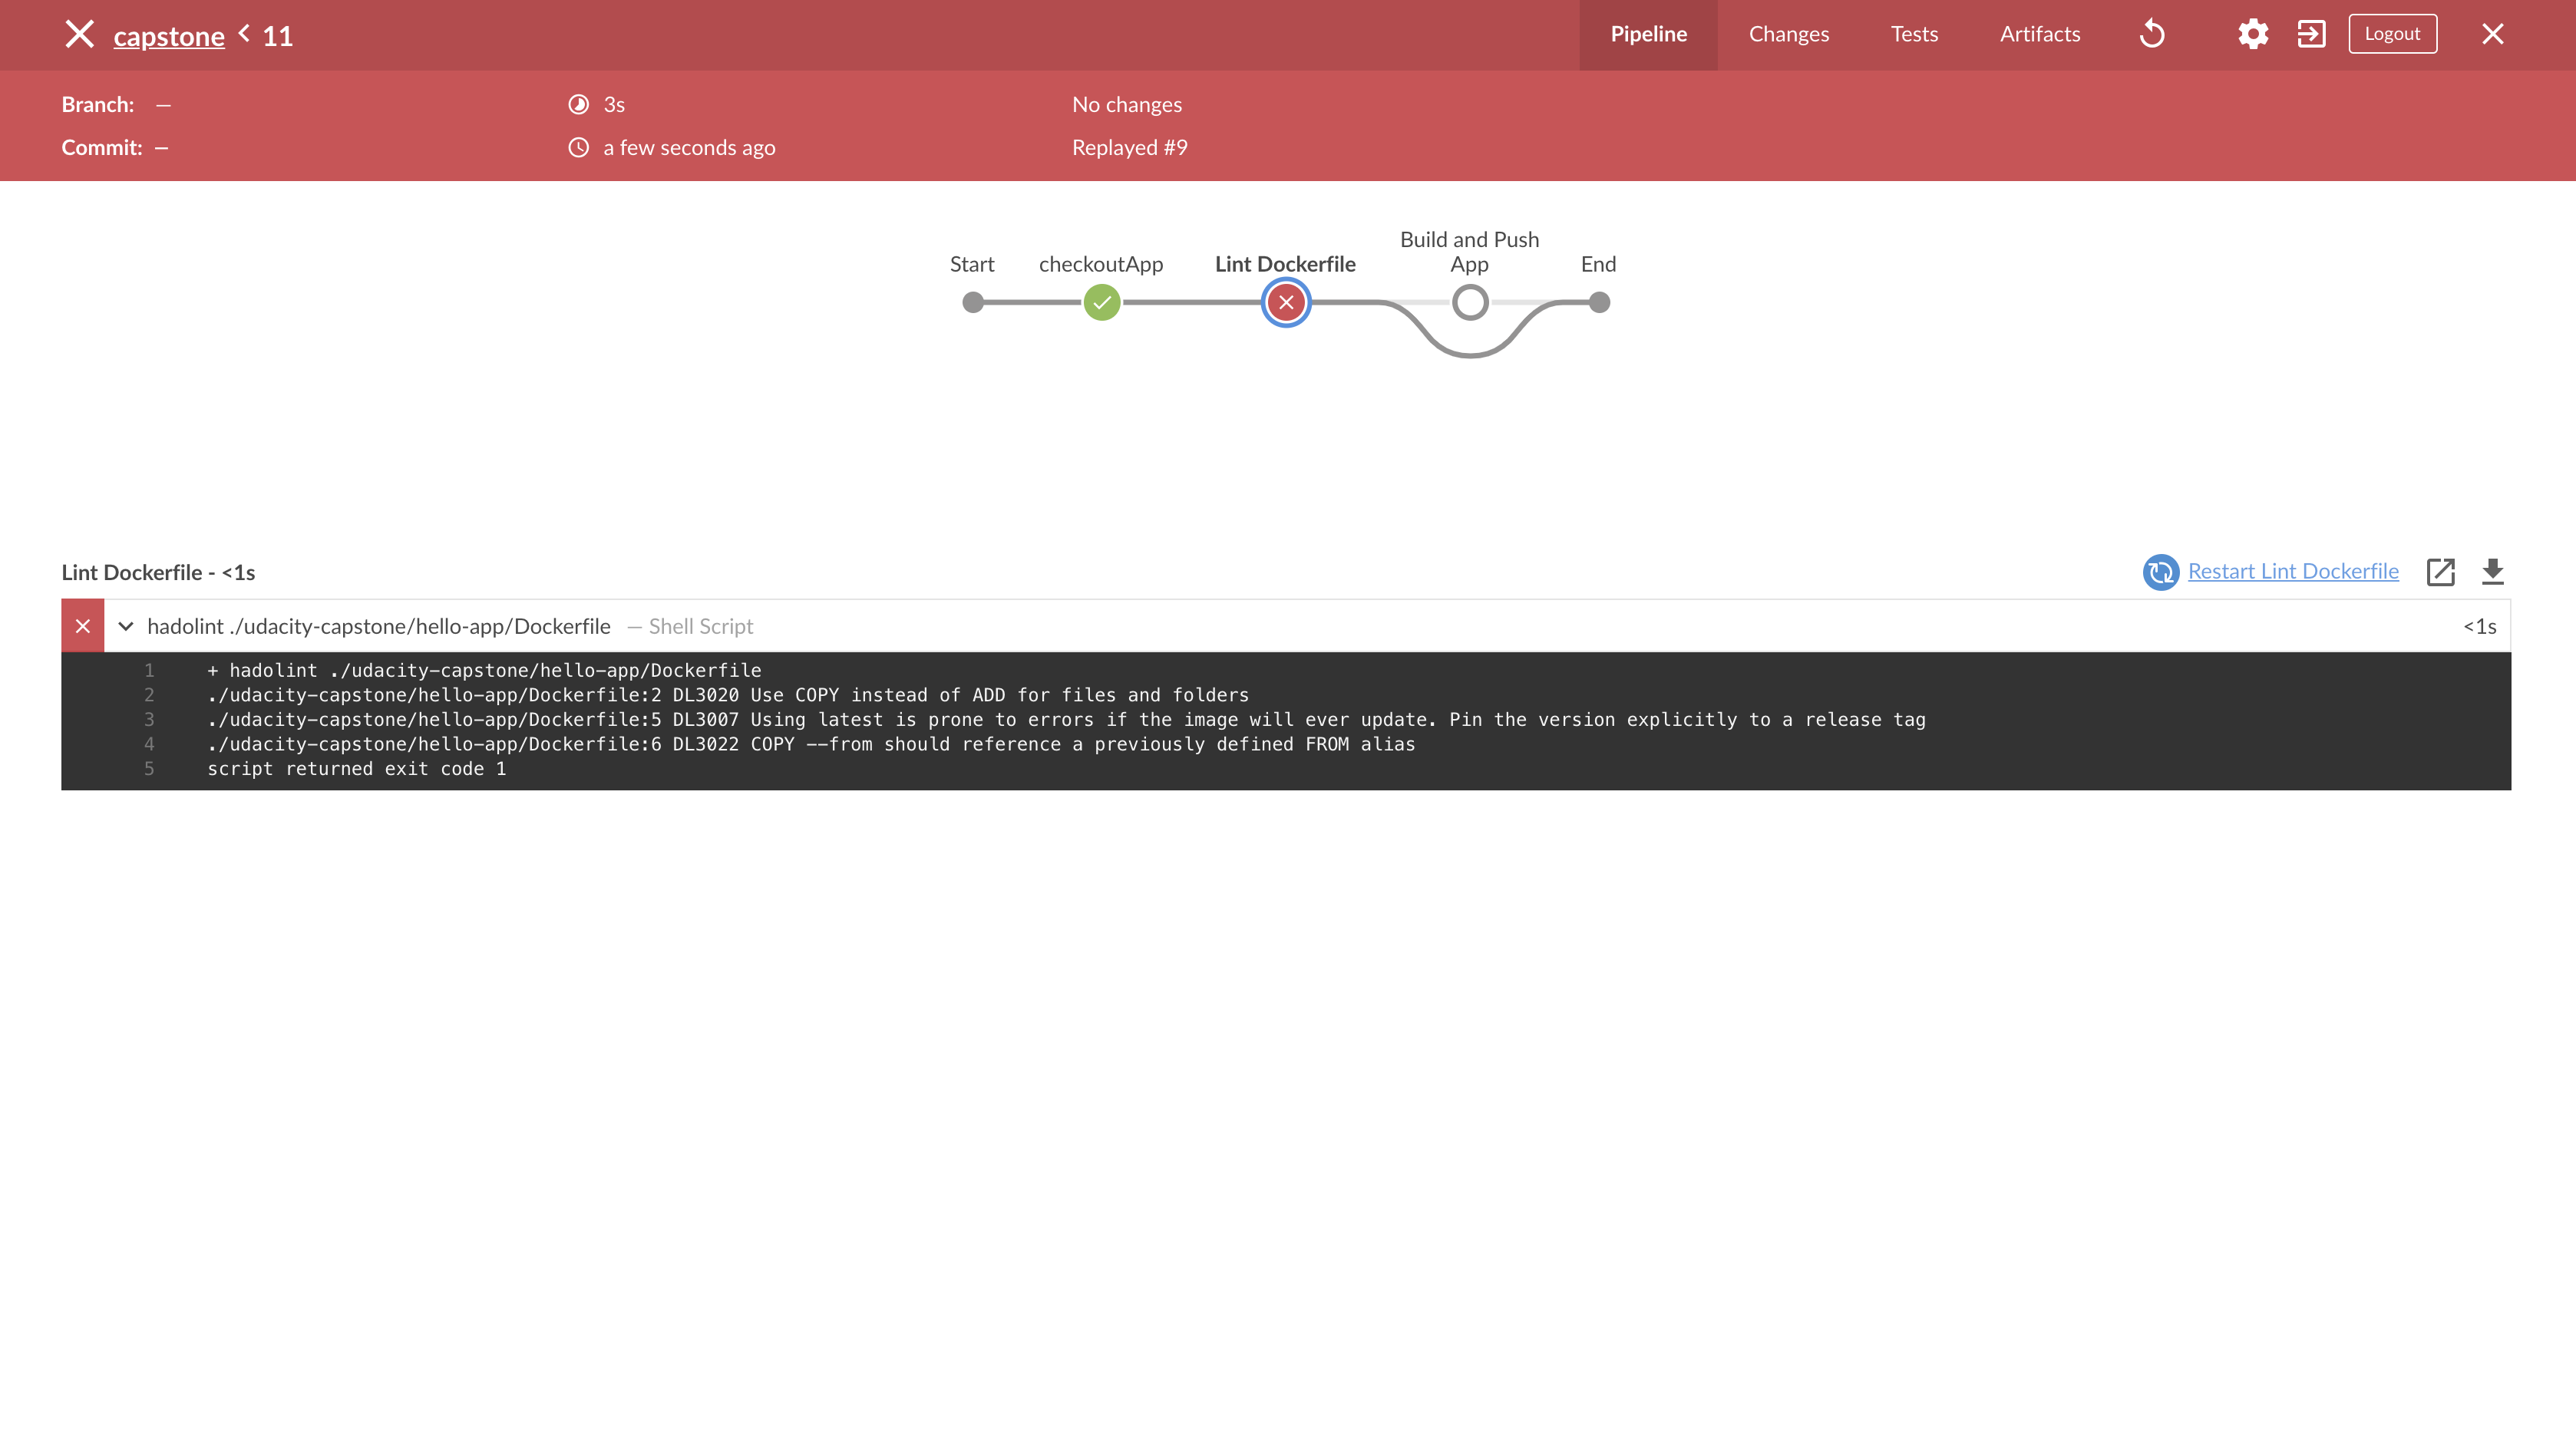 capstone < 11
Pipeline Changes Tests Artifacts Logout
Branch: — 3s No changes
Commit: — a few seconds ago Replayed #9
Build and Push
Start checkoutApp Lint Dockerfile App End
Lint Dockerfile - <1s Restart Lint Dockerfile
hadolint ./udacity-capstone/hello-app/Dockerfile — Shell Script <1s
1 + hadolint ./udacity-capstone/hello-app/Dockerfile
2 ./udacity-capstone/hello-app/Dockerfile:2 DL3020 Use COPY instead of ADD for files and folders
3 ./udacity-capstone/hello-app/Dockerfile:5 DL3007 Using latest is prone to errors if the image will ever update. Pin the version explicitly to a release tag
4 ./udacity-capstone/hello-app/Dockerfile:6 DL3022 COPY --from should reference a previously defined FROM alias
5 script returned exit code 1